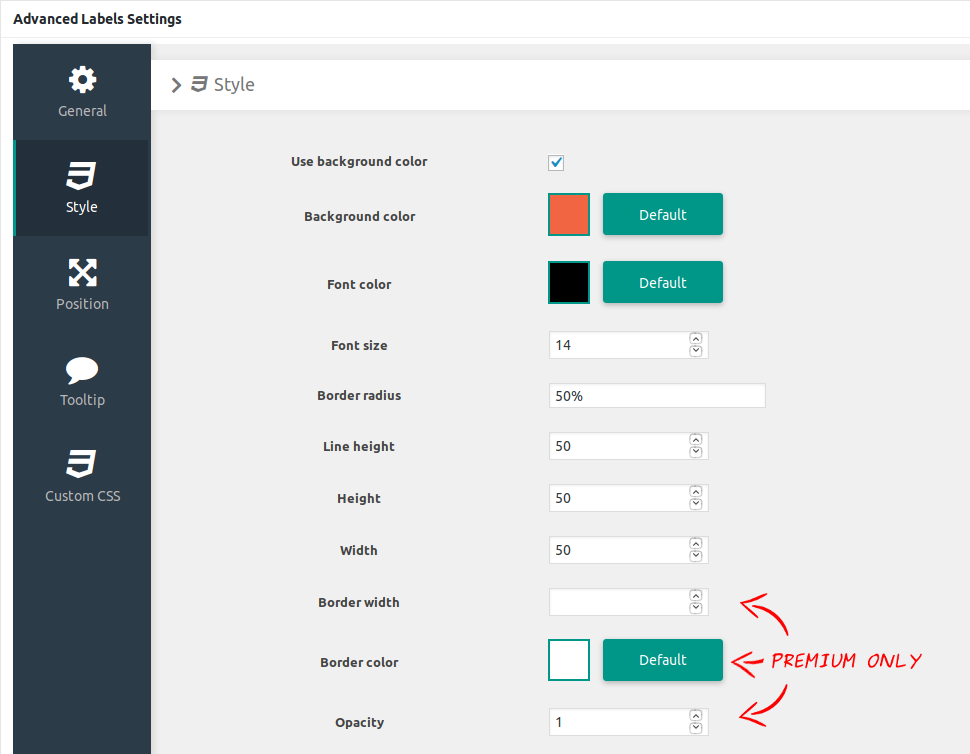 Advanced Labels Settings
General
Style
Position
Tooltip
Custom CSS
Style
Use background color
Background color Default
Font color Default
Font size 14
Border radius 50%
Line height 50
Height 50
Width 50
Border width
Border color Default PREMIUM ONLY
Opacity 1